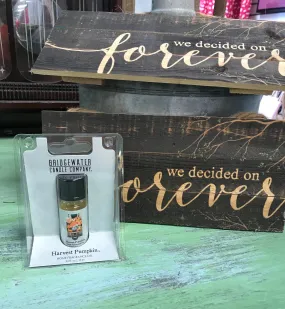 we decided on
forever
we decided on
forever
BRIDGEWATER
CANDLE COMPANY
Harvest Pumpkin